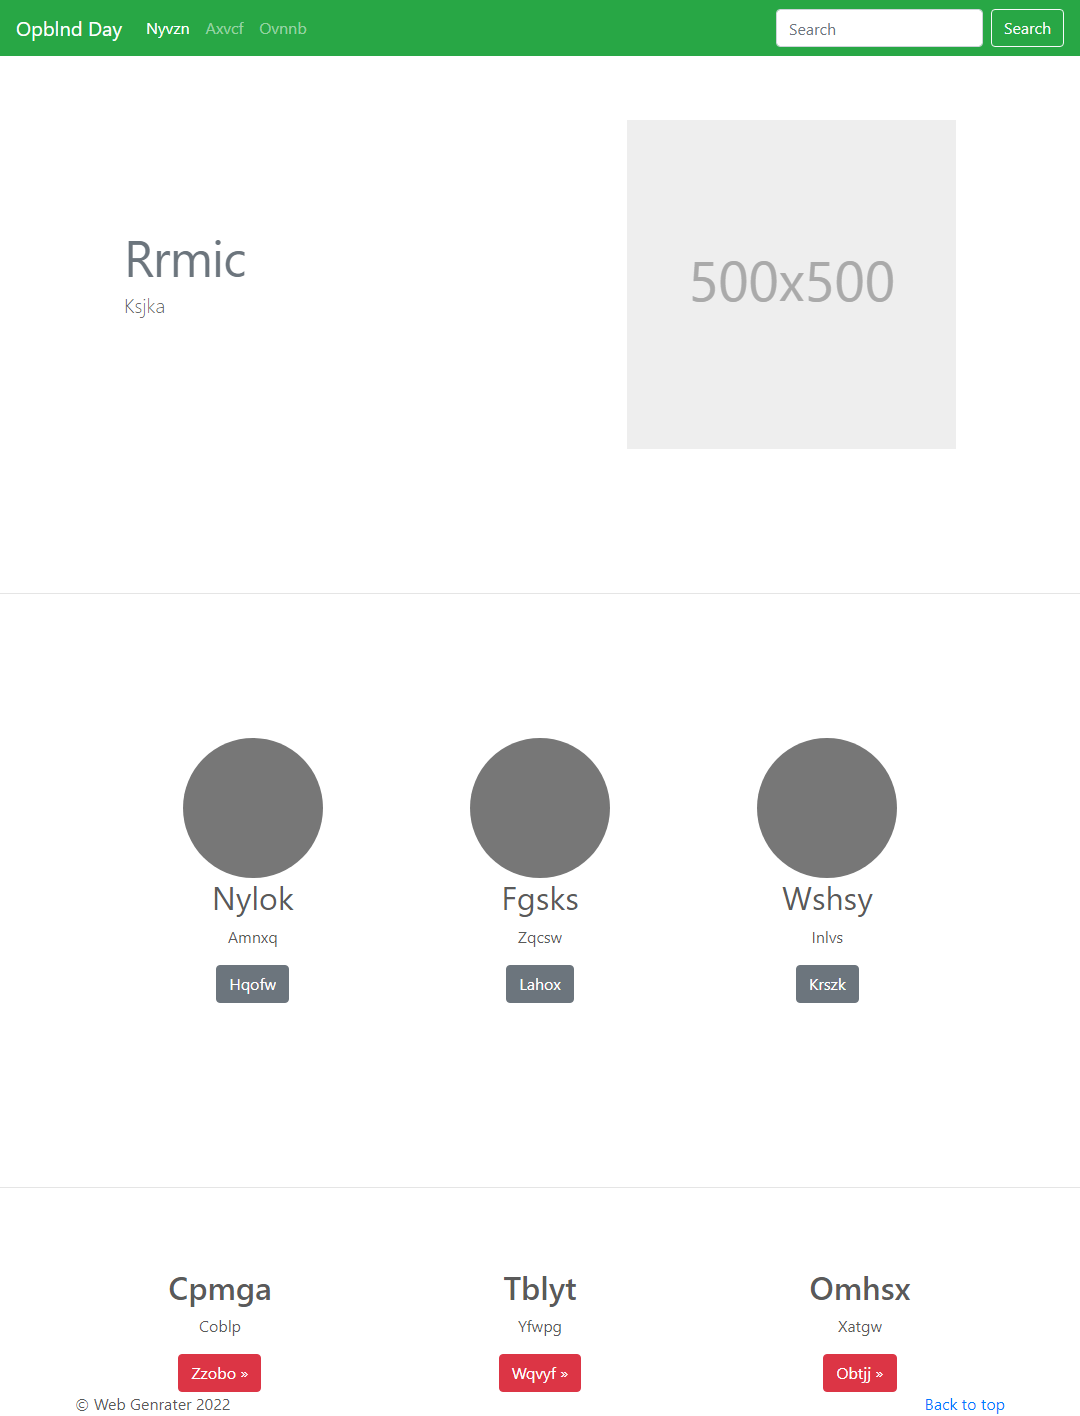 Opblnd Day Nyvzn Axvcf Ovnnb Search Search
Rrmic
Ksjka
500x500
Nylok Fgsks Wshsy
Amnxq Zqcsw Inlvs
Hqofw Lahox Krszk
Cpmga Tblyt Omhsx
Coblp Yfwpg Xatgw
Zzobo » Wqvyf » Obtjj »
© Web Genrater 2022 Back to top